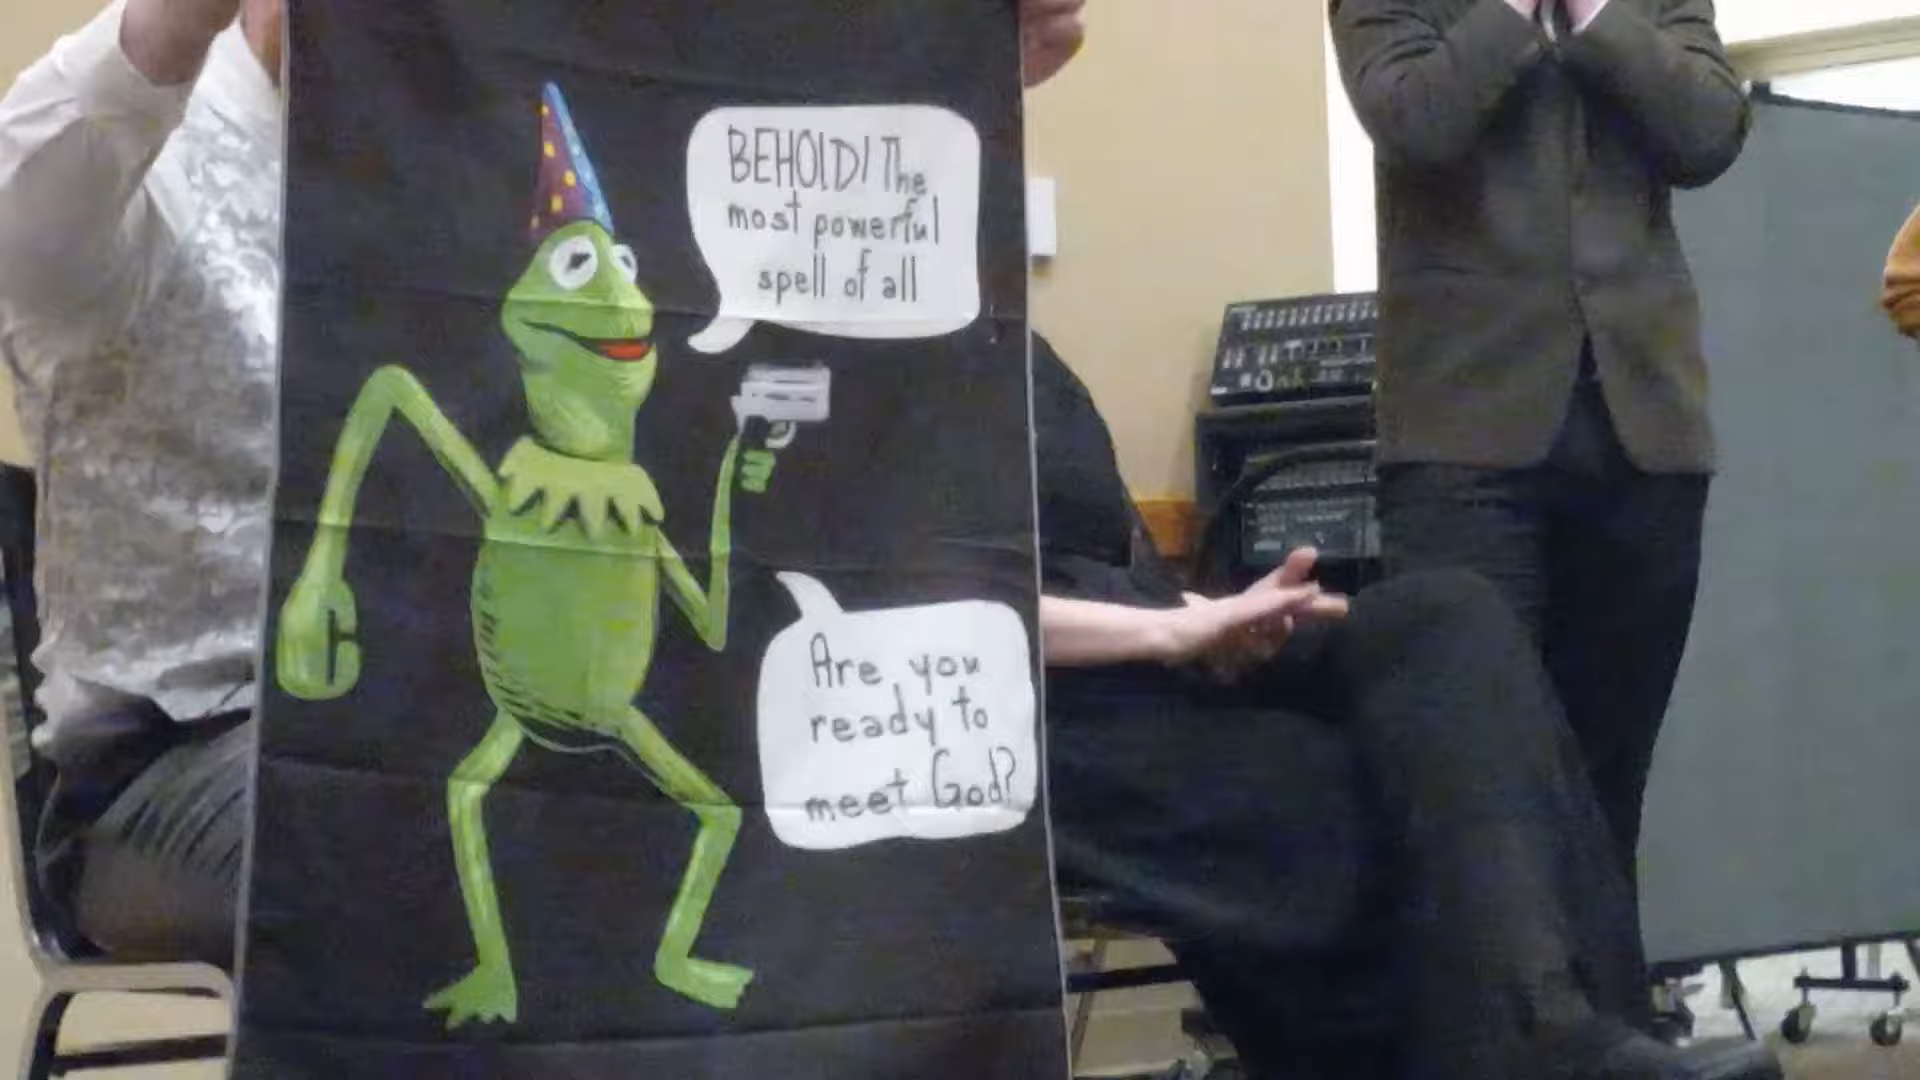 BEHOLD! The
most powerful
spell of all
Are you
ready to
meet God?